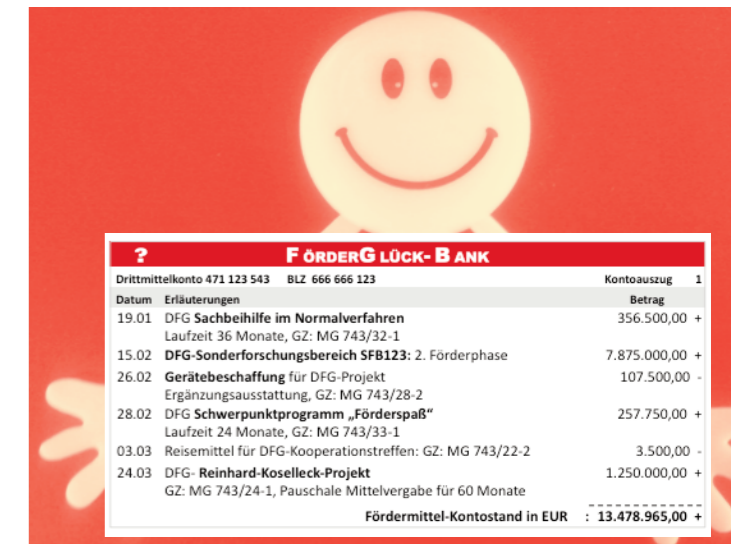 ?
FÖRDERGLÜCK-BANK
Drittmittelkonto 471 123 543 BLZ 666 666 123 Kontoauszug 1
Datum Erläuterungen Betrag
19.01 DFG Sachbeihilfe im Normalverfahren 356.500,00 +
Laufzeit 36 Monate, GZ: MG 743/32-1
15.02 DFG-Sonderforschungsbereich SFB123: 2. Förderphase 7.875.000,00 +
26.02 Gerätebeschaffung für DFG-Projekt 107.500,00 -
Ergänzungsausstattung, GZ: MG 743/28-2
28.02 DFG Schwerpunktprogramm „Förderspaß“ 257.750,00 +
Laufzeit 24 Monate, GZ: MG 743/33-1
03.03 Reisemittel für DFG-Kooperationstreffen: GZ: MG 743/22-2 3.500,00 -
24.03 DFG- Reinhard-Koselleck-Projekt 1.250.000,00 +
GZ: MG 743/24-1, Pauschale Mittelvergabe für 60 Monate
Fördermittel-Kontostand in EUR : 13.478.965,00 +